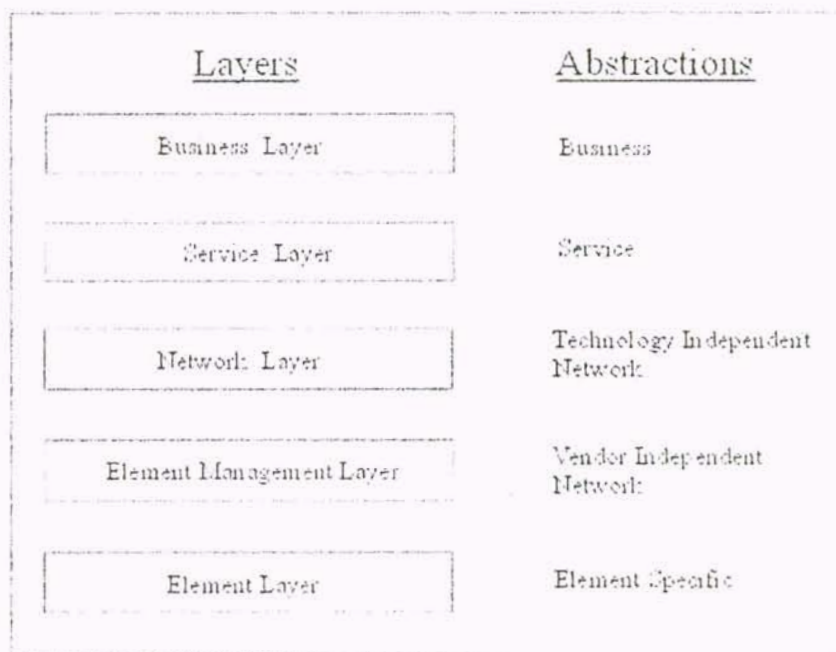 Layers
Abstractions
Business Layer
Business
Service Layer
Service
Network Layer
Technology Independent
Network
Element Management Layer
Vendor Independent
Network
Element Layer
Element Specific